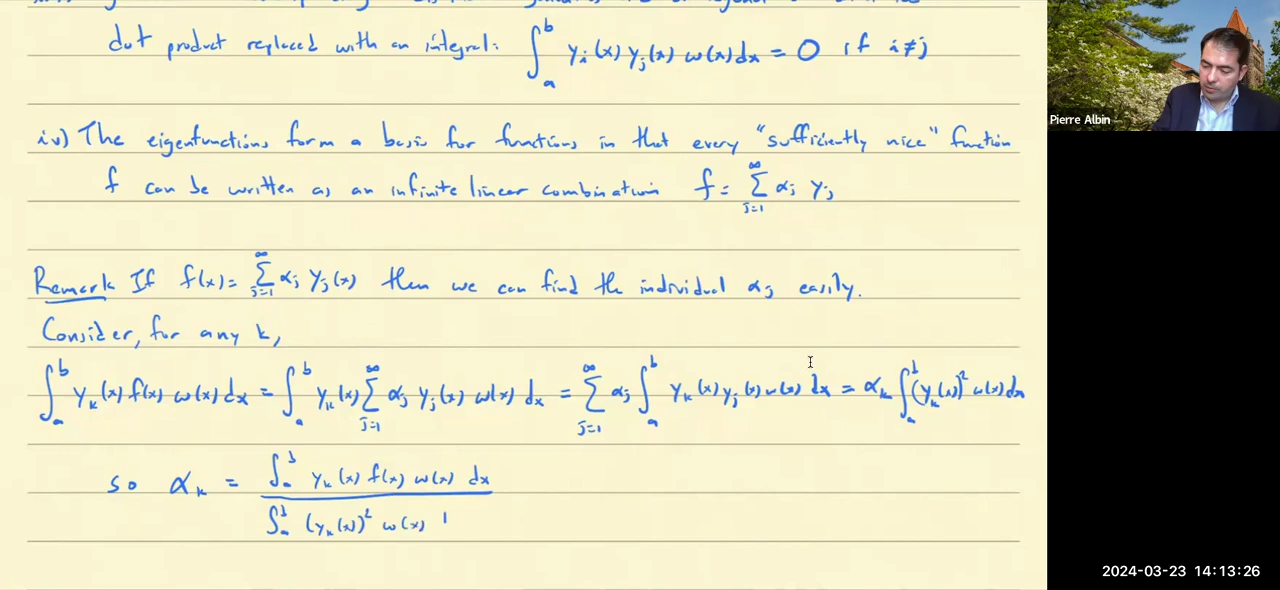 dot product replaced with an integral: ∫_a^b y_i(x) y_j(x) ω(x) dx = 0 if i≠j
iv) The eigenfunctions form a basis for functions in that every "sufficiently nice" function
f can be written as an infinite linear combination f = Σ_{j=1}^∞ α_j y_j
Remark If f(x) = Σ_{j=1}^∞ α_j y_j(x) then we can find the individual α_j easily.
Consider, for any k,
∫_a^b y_k(x) f(x) ω(x) dx = ∫_a^b y_k(x) Σ_{j=1}^∞ α_j y_j(x) ω(x) dx = Σ_{j=1}^∞ α_j ∫_a^b y_k(x) y_j(x) ω(x) dx = α_k ∫_a^b (y_k(x))² ω(x) dx
so α_k = ∫_a^b y_k(x) f(x) ω(x) dx
∫_a^b (y_k(x))² ω(x)
Pierre Albin
2024-03-23 14:13:26